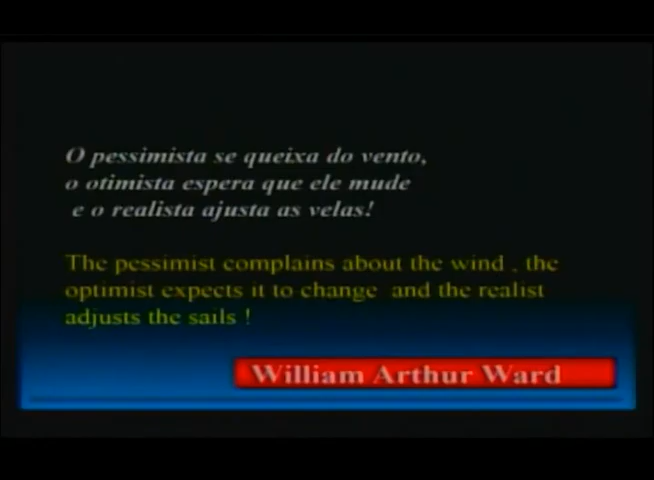 O pessimista se queixa do vento,
o otimista espera que ele mude
e o realista ajusta as velas!
The pessimist complains about the wind , the
optimist expects it to change and the realist
adjusts the sails !
William Arthur Ward